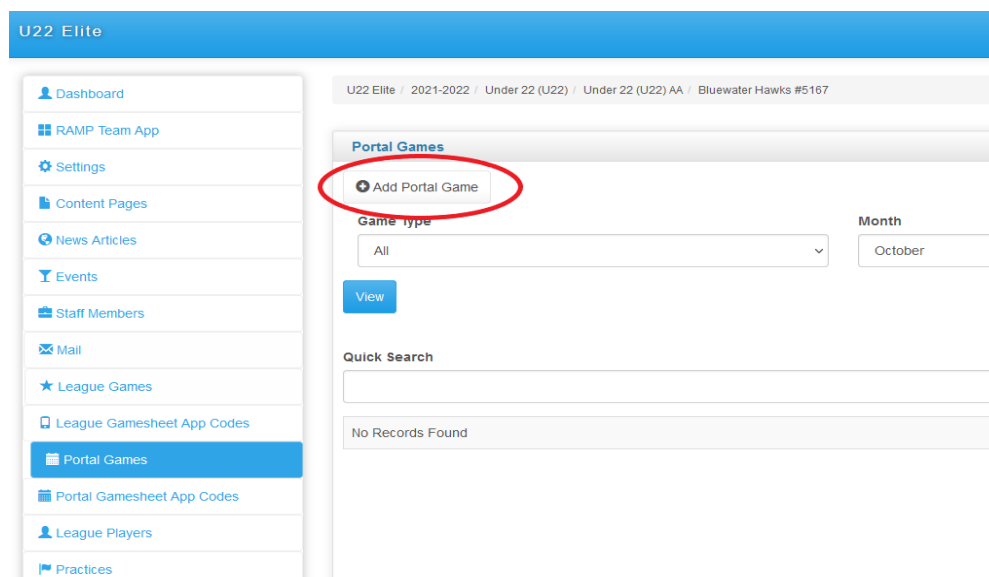 U22 Elite
Dashboard
RAMP Team App
Settings
Content Pages
News Articles
Events
Staff Members
Mail
League Games
League Gamesheet App Codes
Portal Games
Portal Gamesheet App Codes
League Players
Practices
U22 Elite / 2021-2022 / Under 22 (U22) / Under 22 (U22) AA / Bluewater Hawks #5167
Portal Games
Add Portal Game
Game Type
All
Month
October
View
Quick Search
No Records Found